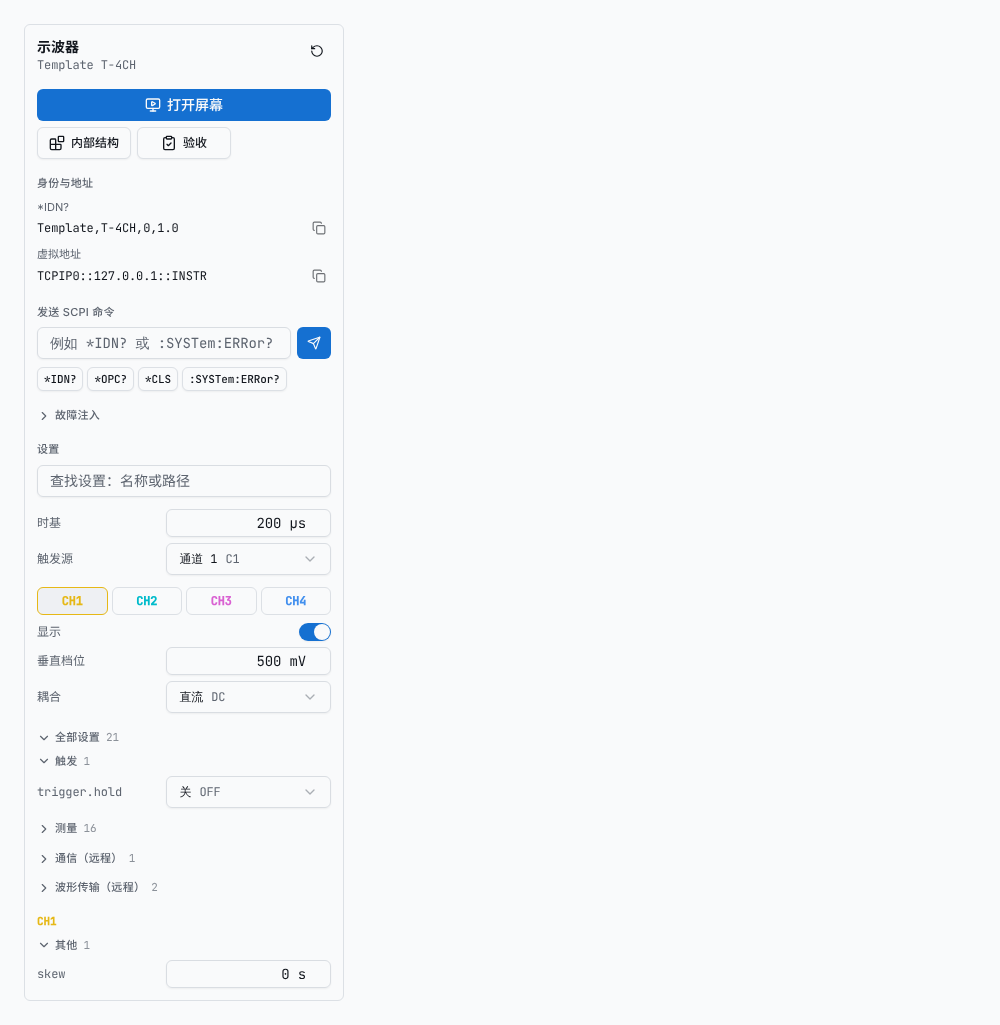 示波器
Template T-4CH
打开屏幕
内部结构 验收
身份与地址
*IDN?
Template,T-4CH,0,1.0
虚拟地址
TCPIP0::127.0.0.1::INSTR
发送 SCPI 命令
例如 *IDN? 或 :SYSTem:ERRor?
*IDN? *OPC? *CLS :SYSTem:ERRor?
故障注入
设置
查找设置：名称或路径
时基 200 µs
触发源 通道 1 C1
CH1 CH2 CH3 CH4
显示
垂直档位 500 mV
耦合 直流 DC
全部设置 21
触发 1
trigger.hold 关 OFF
测量 16
通信（远程） 1
波形传输（远程） 2
CH1
其他 1
skew 0 s